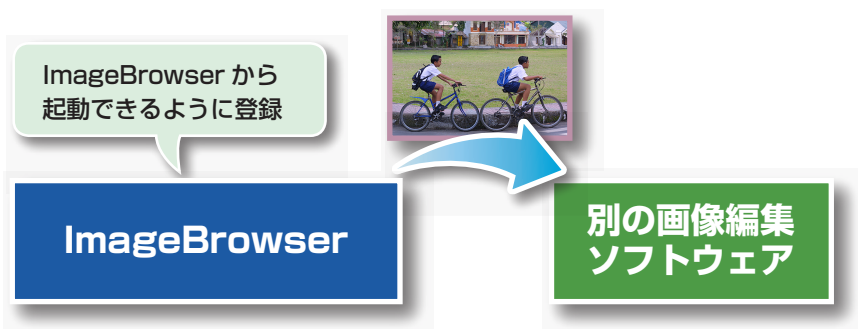 ImageBrowser から
起動できるように登録
ImageBrowser
別の画像編集
ソフトウェア